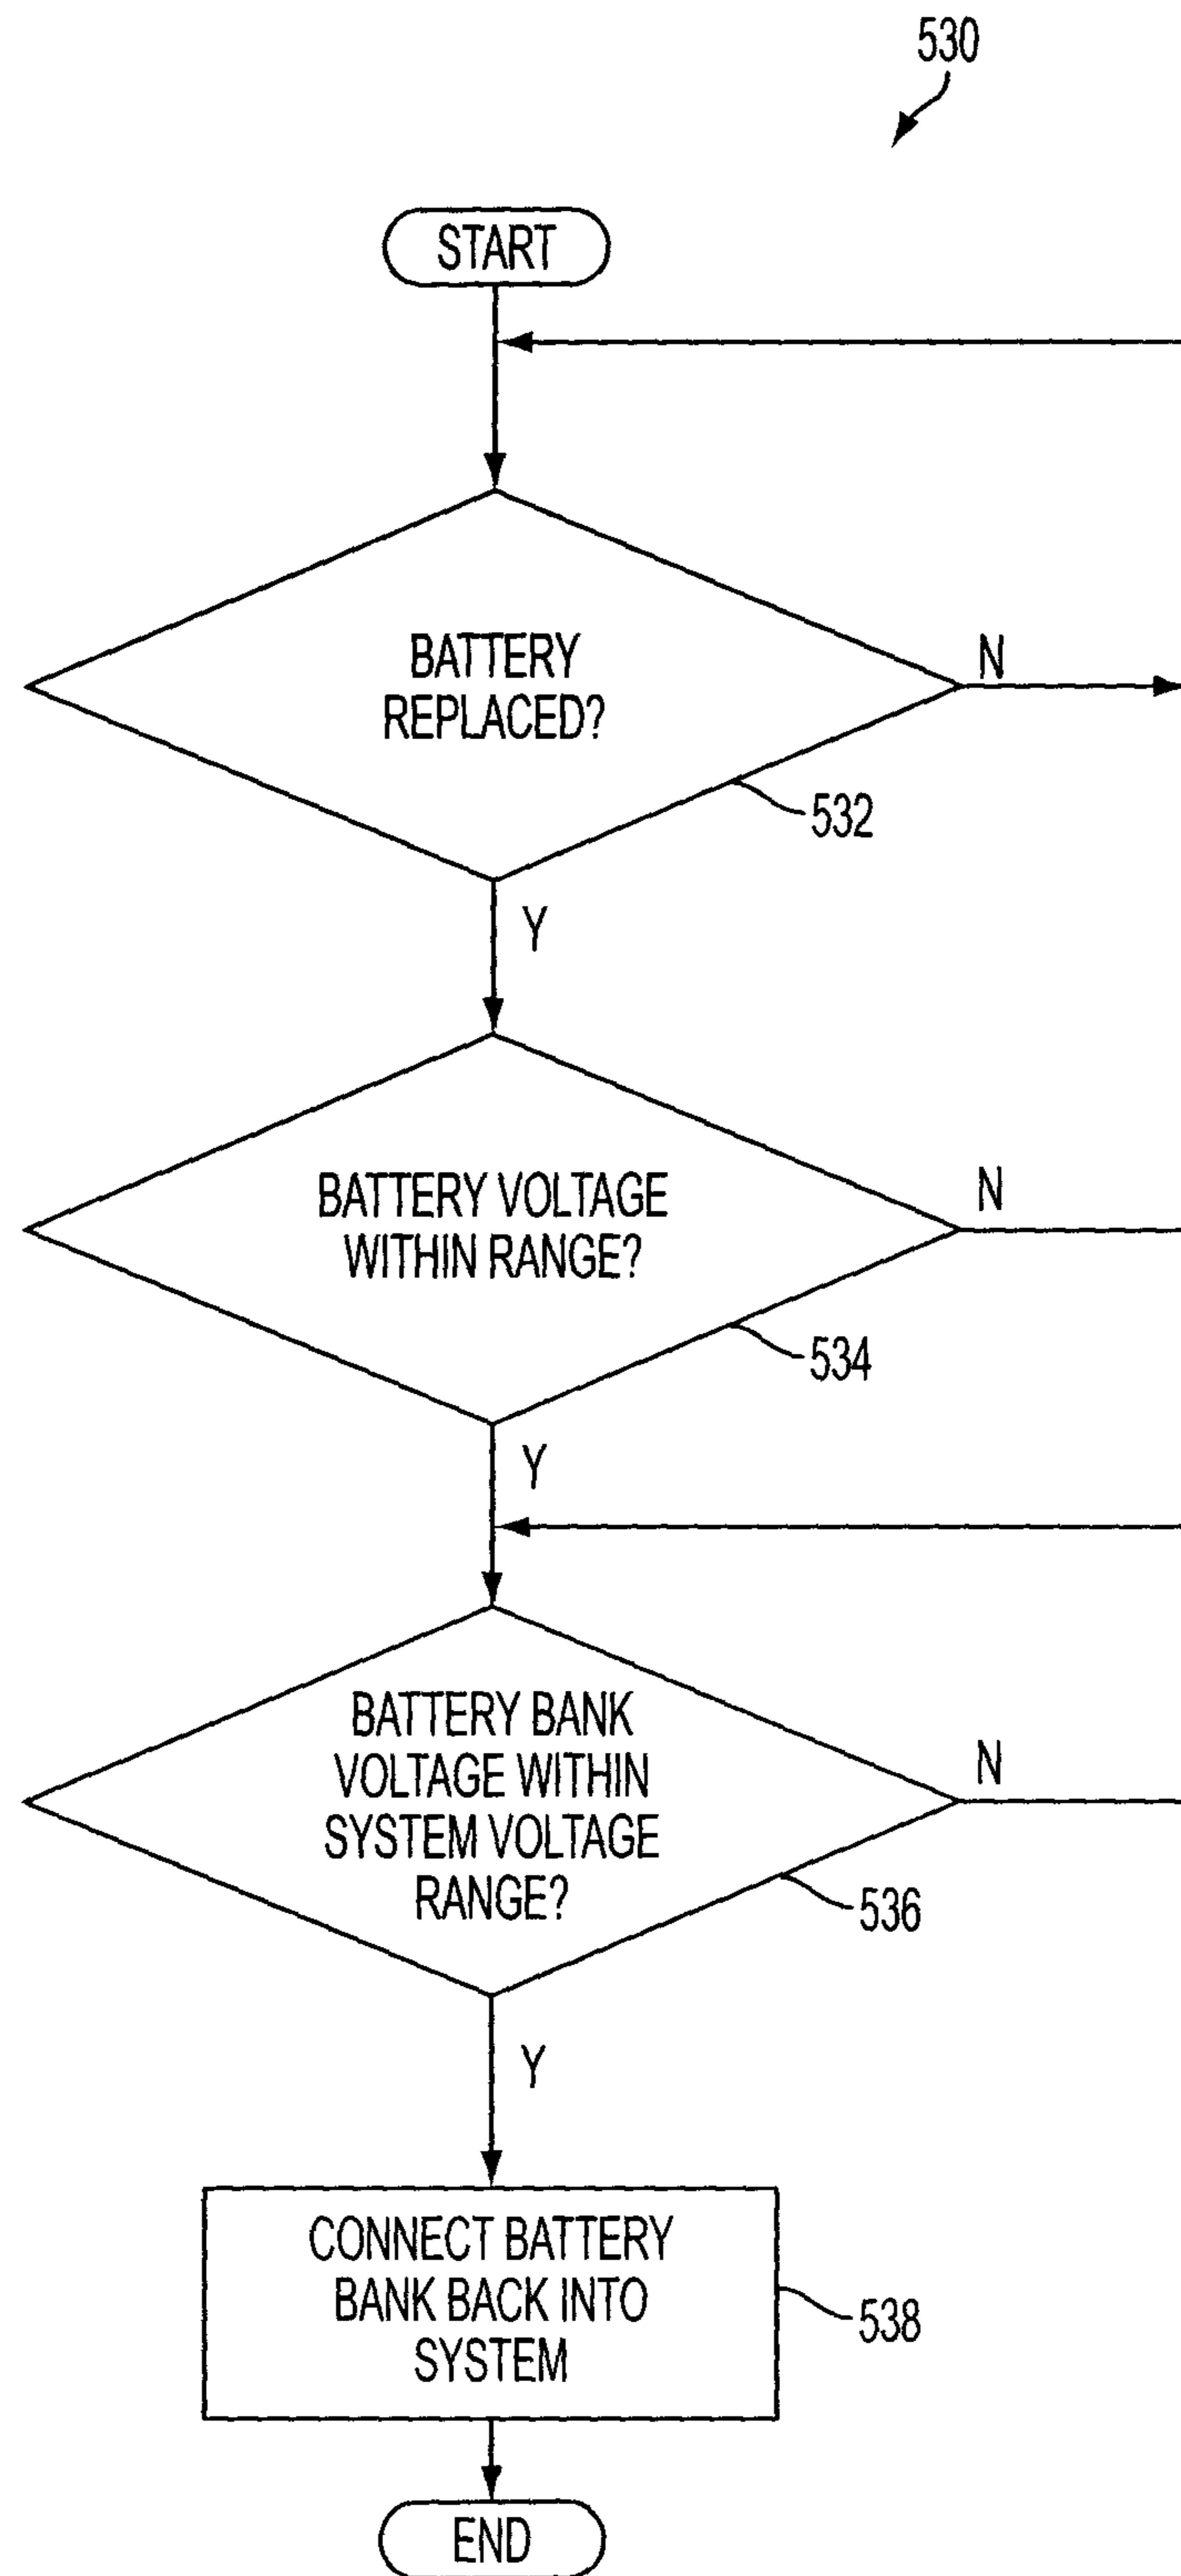 530
START
BATTERY
REPLACED?
N
532
Y
BATTERY VOLTAGE
WITHIN RANGE?
N
534
Y
BATTERY BANK
VOLTAGE WITHIN
SYSTEM VOLTAGE
RANGE?
N
536
Y
CONNECT BATTERY
BANK BACK INTO
SYSTEM
538
END